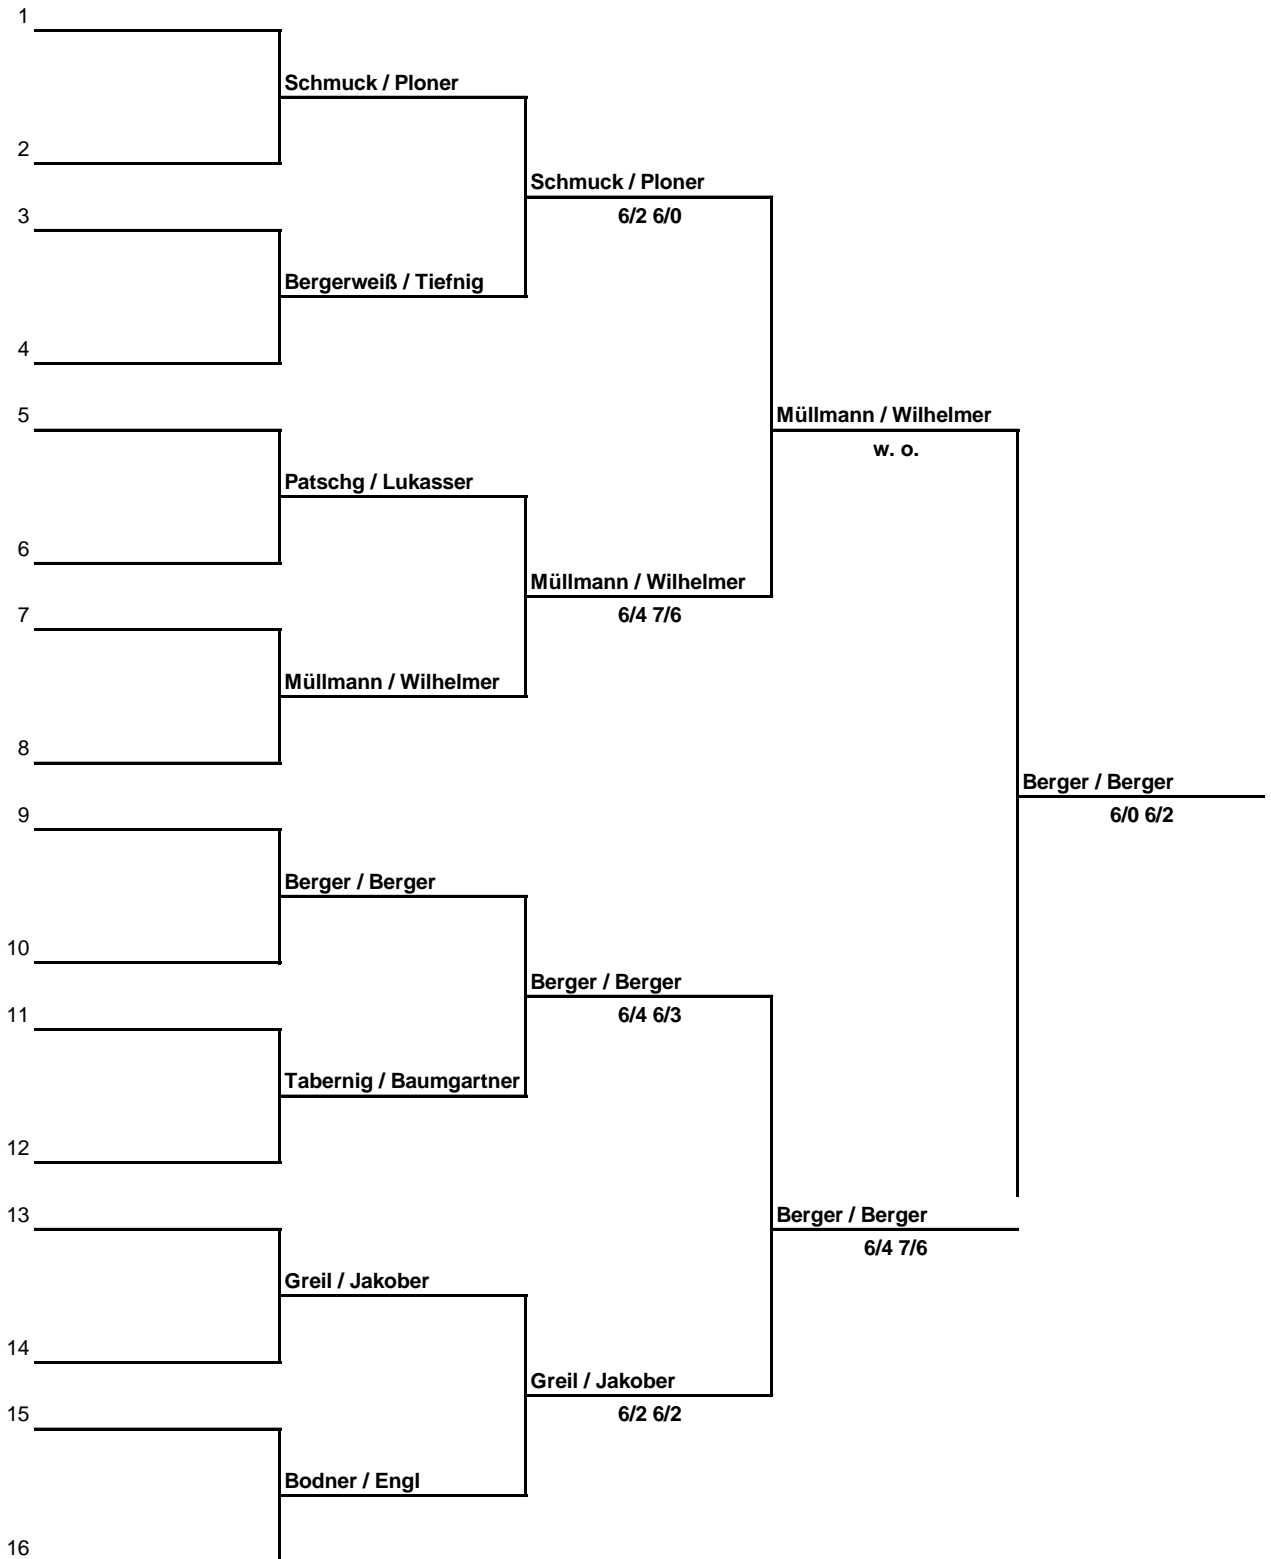 1
Schmuck / Ploner
2
Schmuck / Ploner
3
6/2 6/0
Bergerweiß / Tiefnig
4
5
Müllmann / Wilhelmer
w. o.
Patschg / Lukasser
6
Müllmann / Wilhelmer
7
6/4 7/6
Müllmann / Wilhelmer
8
Berger / Berger
9
6/0 6/2
Berger / Berger
10
Berger / Berger
11
6/4 6/3
Tabernig / Baumgartner
12
13
Berger / Berger
6/4 7/6
Greil / Jakober
14
Greil / Jakober
15
6/2 6/2
Bodner / Engl
16